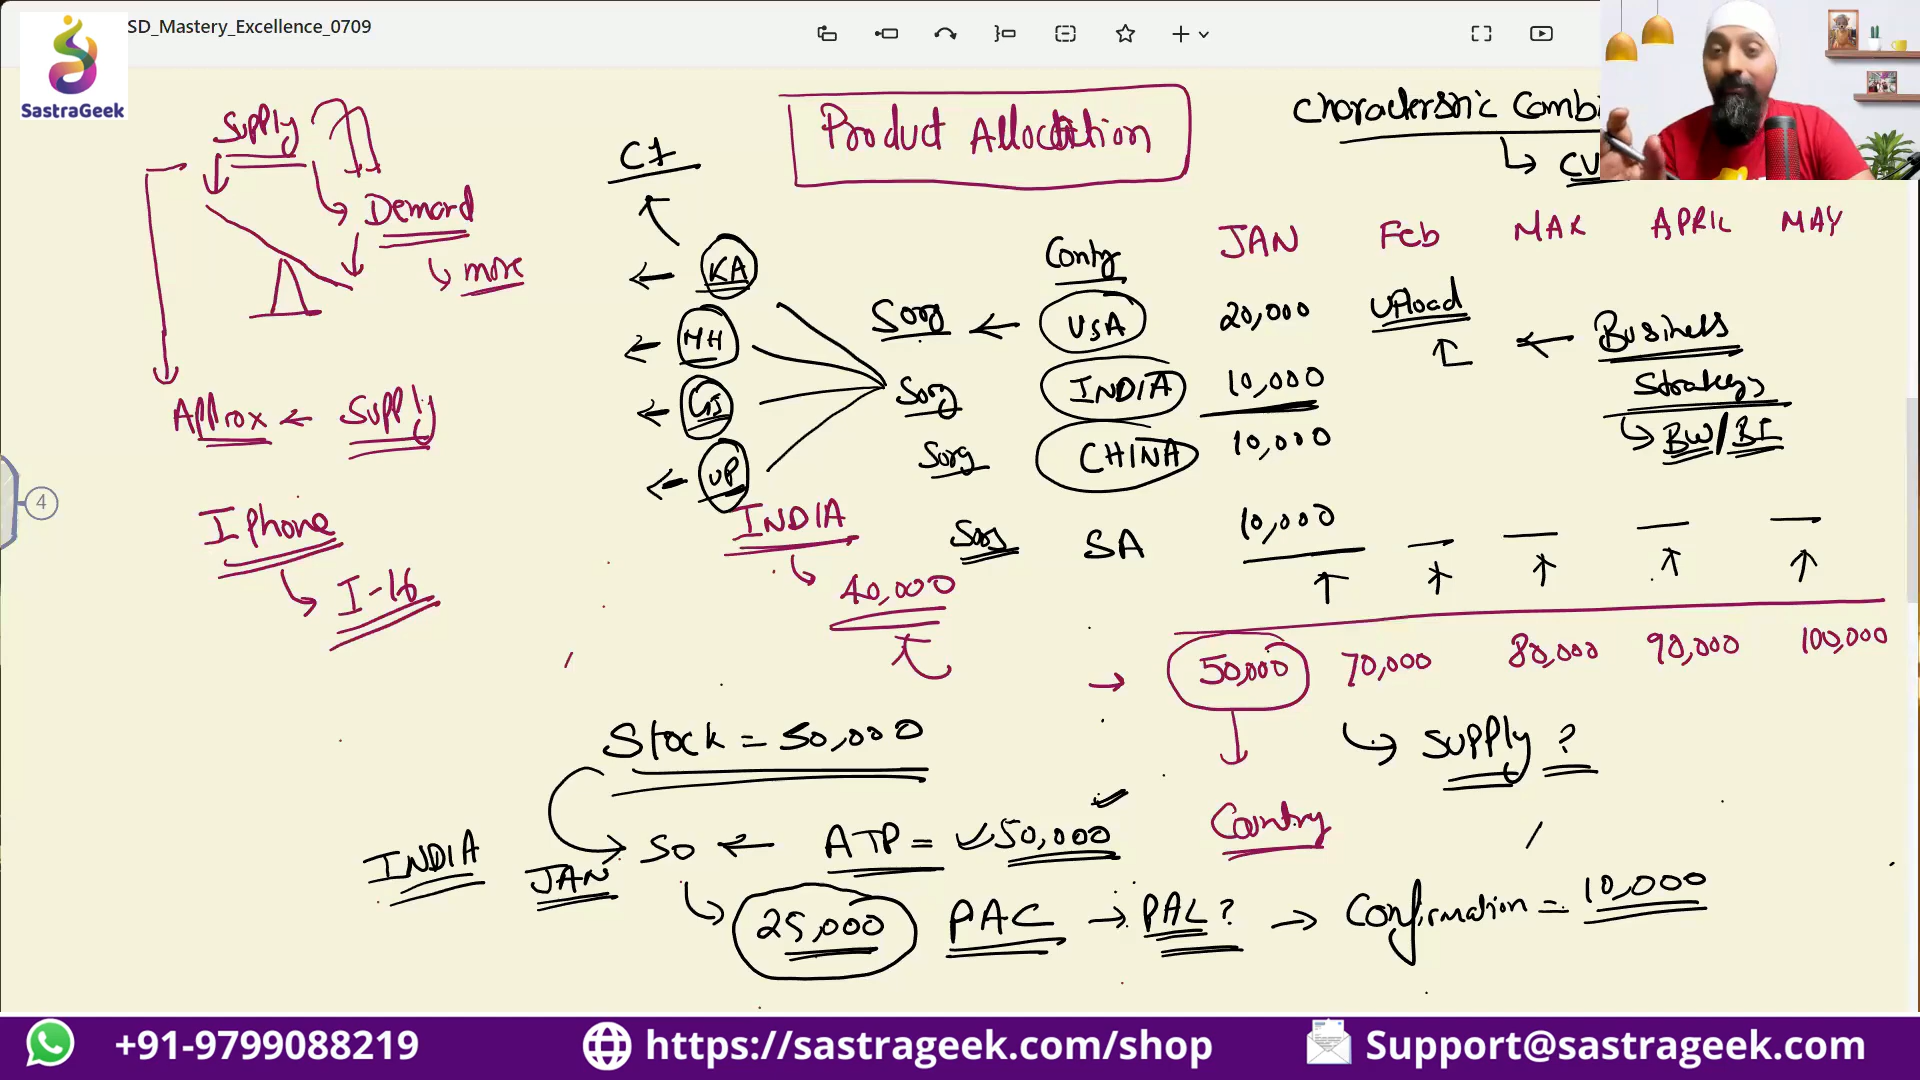 SD_Mastery_Excellence_0709
SastraGeek
Supply
Demand
more
Approx ← Supply
Iphone
I-16
Product Allocation
C1
KA
MH
GJ
UP
Sorg
Sorg
Sorg
Sorg
Conty
USA
INDIA
CHINA
SA
JAN Feb MAR APRIL MAY
20,000
10,000
10,000
10,000
Upload
Business
Strategy
BW/BI
INDIA
40,000
50,000 70,000 80,000 90,000 100,000
Country
Supply ?
Stock = 50,000
INDIA JAN
SO ← ATP = 50,000
25,000 PAC → PAL? → Confirmation = 10,000
4
+91-9799088219
https://sastrageek.com/shop
Support@sastrageek.com